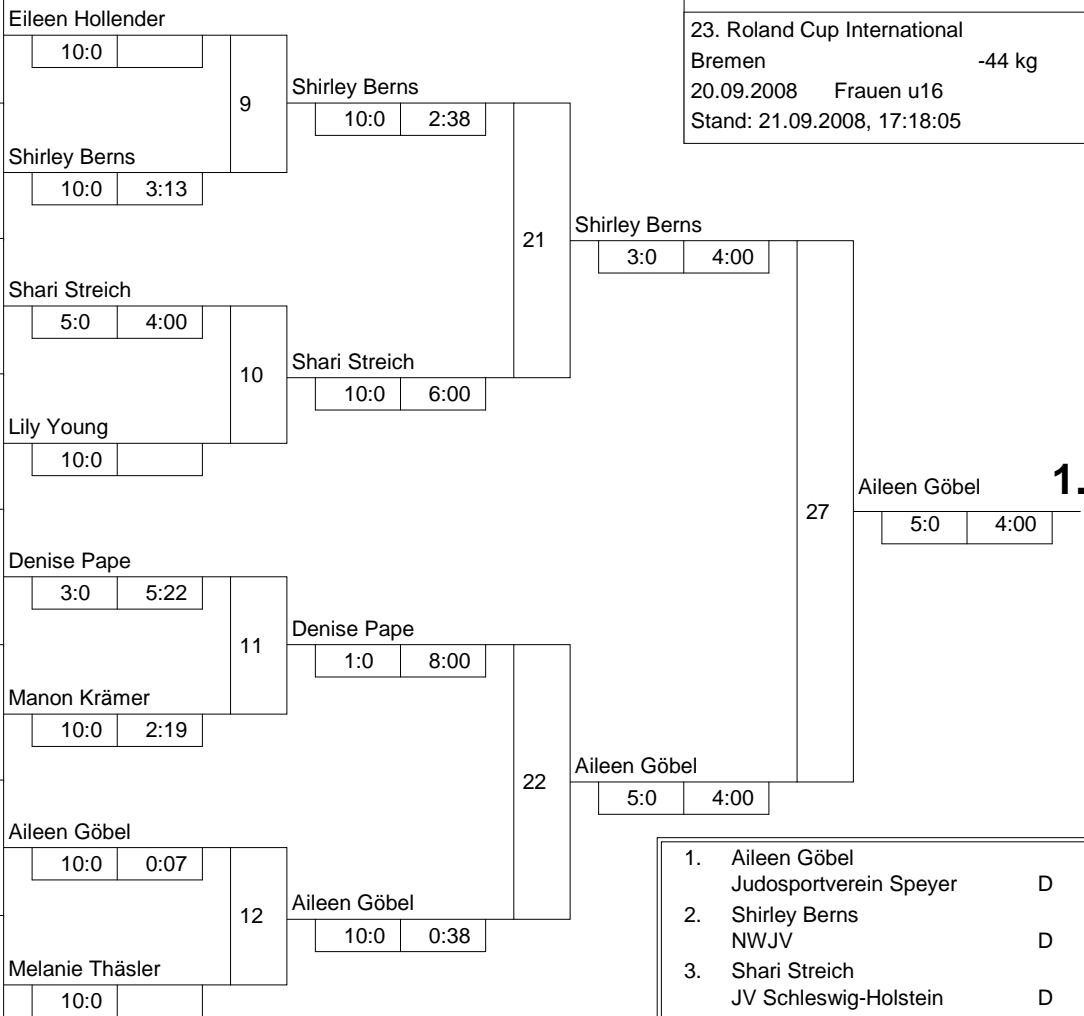 Eileen Hollender
10:0
9
Shirley Berns
10:0 3:13
Shirley Berns
10:0 2:38
Shari Streich
5:0 4:00
10
Lily Young
10:0
Shari Streich
10:0 6:00
21
Shirley Berns
3:0 4:00
Denise Pape
3:0 5:22
11
Manon Krämer
10:0 2:19
Denise Pape
1:0 8:00
Aileen Göbel
10:0 0:07
12
Melanie Thäsler
10:0
Aileen Göbel
10:0 0:38
22
Aileen Göbel
5:0 4:00
27
Aileen Göbel 1.
5:0 4:00
23. Roland Cup International
Bremen -44 kg
20.09.2008 Frauen u16
Stand: 21.09.2008, 17:18:05
1. Aileen Göbel
Judosportverein Speyer D
2. Shirley Berns
NWJV D
3. Shari Streich
JV Schleswig-Holstein D